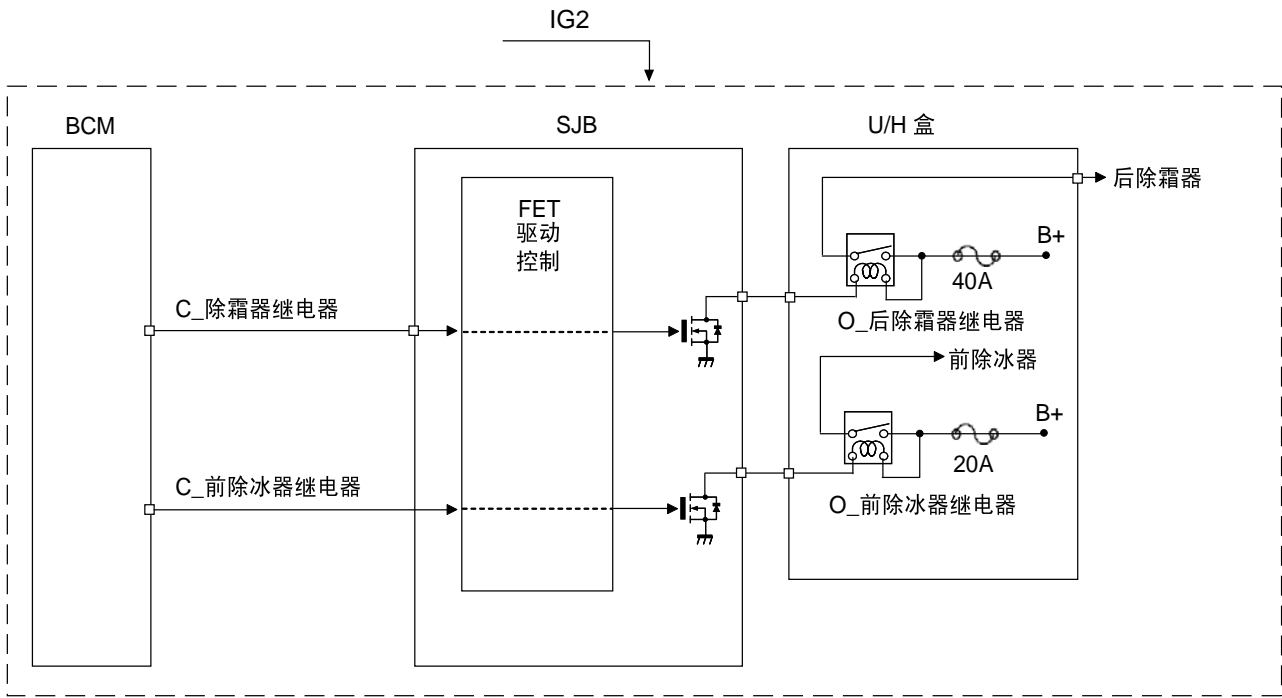 IG2
BCM
SJB
U/H 盒
后除霜器
FET
驱动
控制
B+
40A
C_除霜器继电器
O_后除霜器继电器
前除冰器
B+
20A
C_前除冰器继电器
O_前除冰器继电器